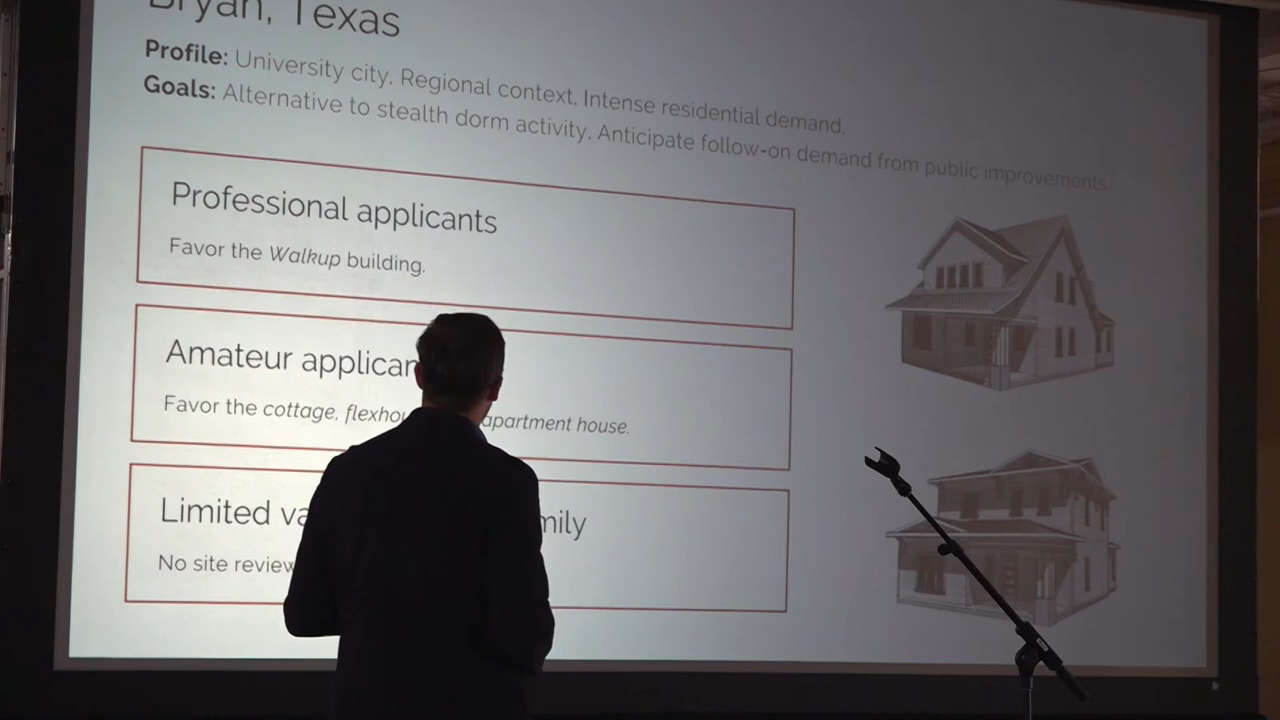 Bryan, Texas
Profile: University city. Regional context. Intense residential demand.
Goals: Alternative to stealth dorm activity. Anticipate follow-on demand from public improvements.
Professional applicants
Favor the Walkup building.
Amateur applican
Favor the cottage, flexhou apartment house.
Limited va mily
No site review